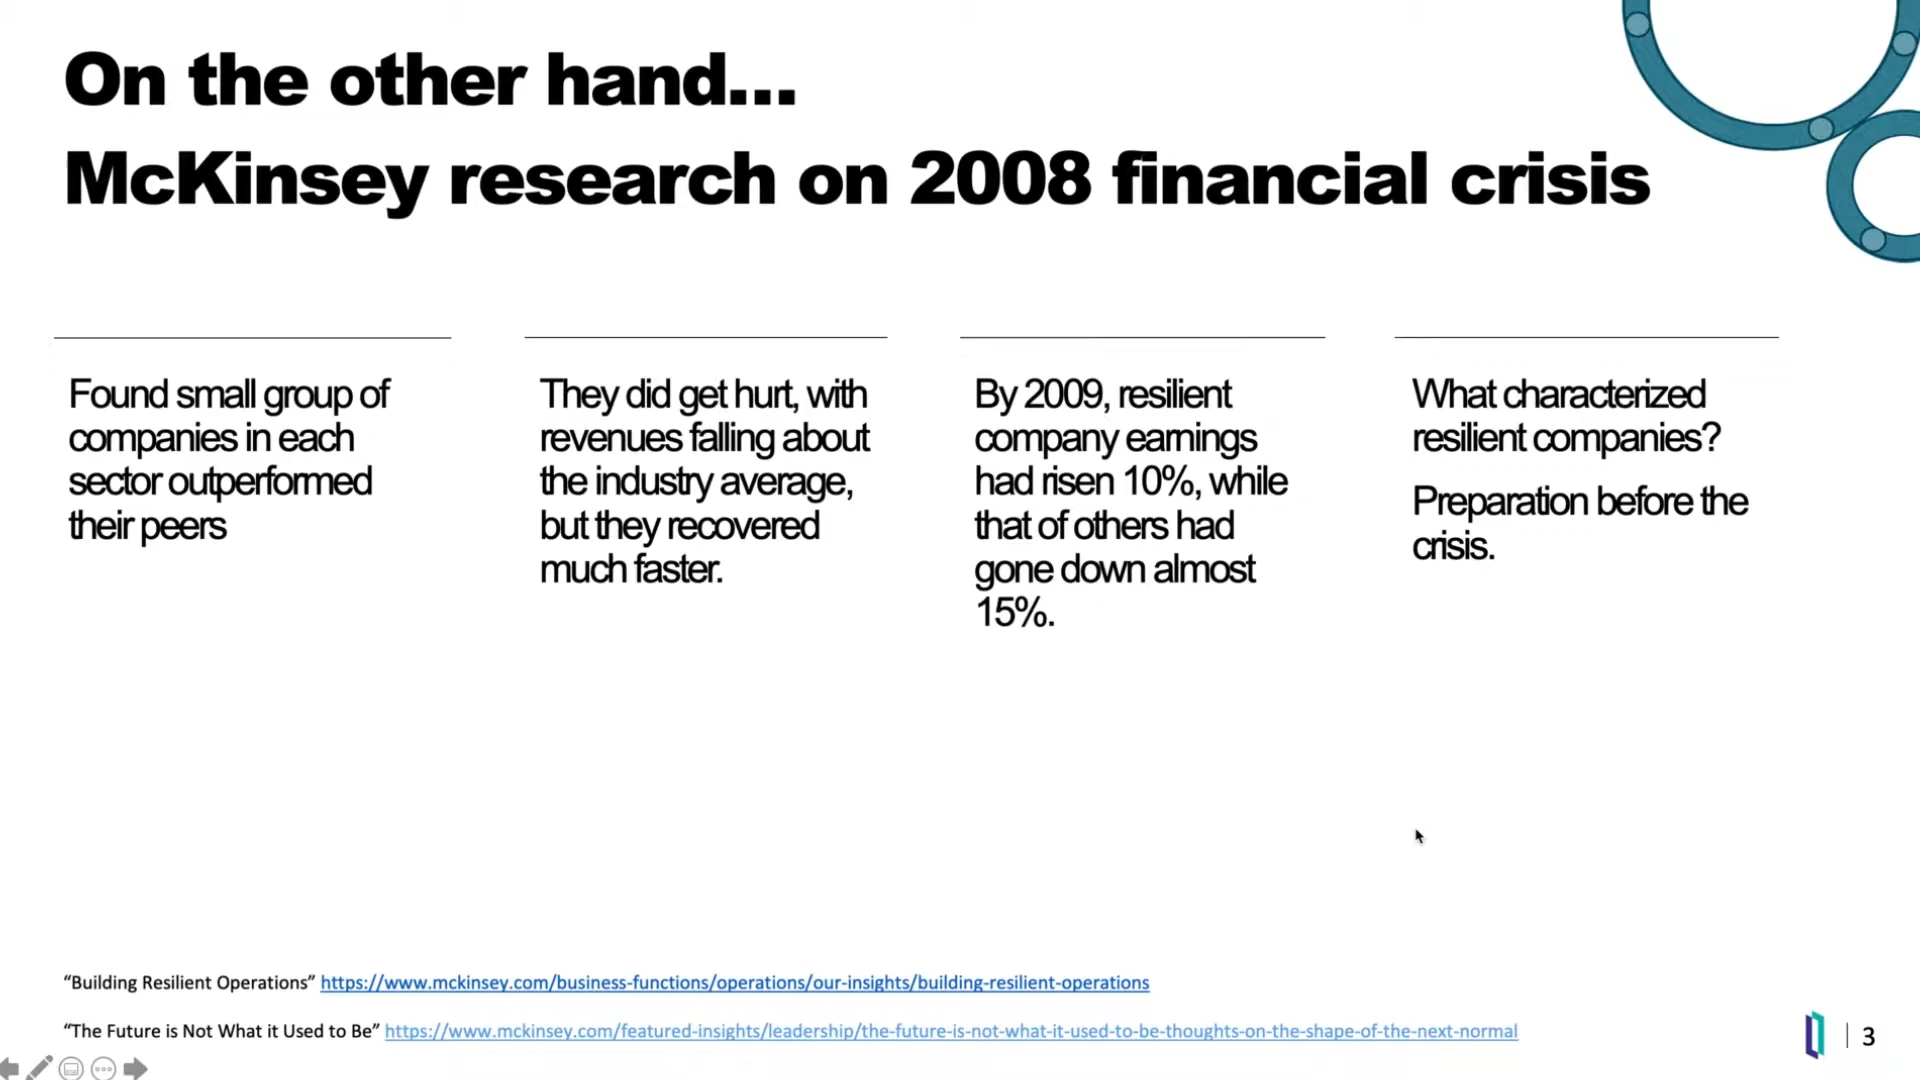 On the other hand...
McKinsey research on 2008 financial crisis
Found small group of
companies in each
sector outperformed
their peers
They did get hurt, with
revenues falling about
the industry average,
but they recovered
much faster.
By 2009, resilient
company earnings
had risen 10%, while
that of others had
gone down almost
15%.
What characterized
resilient companies?
Preparation before the
crisis.
“Building Resilient Operations” https://www.mckinsey.com/business-functions/operations/our-insights/building-resilient-operations
“The Future is Not What it Used to Be” https://www.mckinsey.com/featured-insights/leadership/the-future-is-not-what-it-used-to-be-thoughts-on-the-shape-of-the-next-normal
3